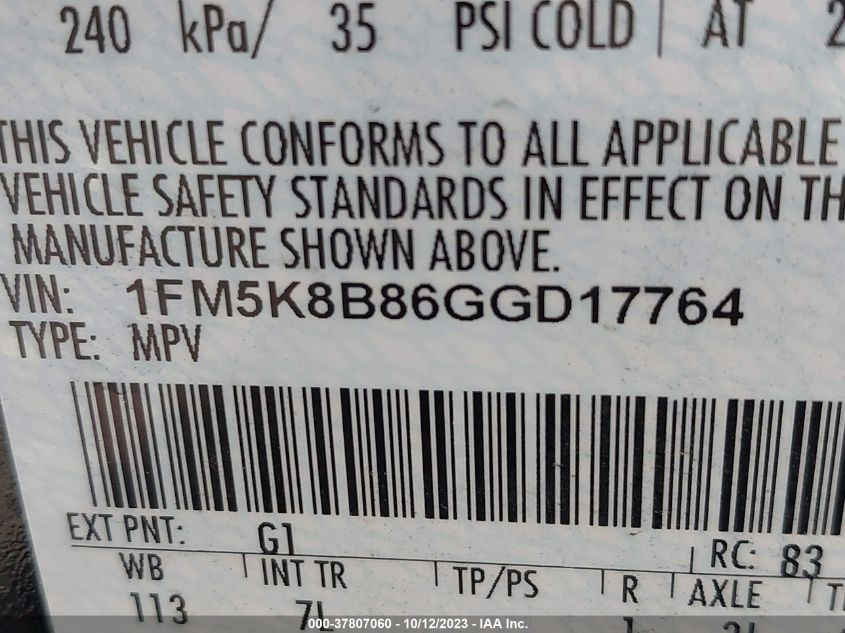 240 kPa/ 35 PSI COLD | AT 2
THIS VEHICLE CONFORMS TO ALL APPLICABLE
VEHICLE SAFETY STANDARDS IN EFFECT ON TH
MANUFACTURE SHOWN ABOVE.
VIN: 1FM5K8B86GGD17764
TYPE: MPV
EXT PNT: G1 RC: 83
WB INT TR TP/PS R AXLE
113 7L
000-37807060 - 10/12/2023 - IAA Inc.